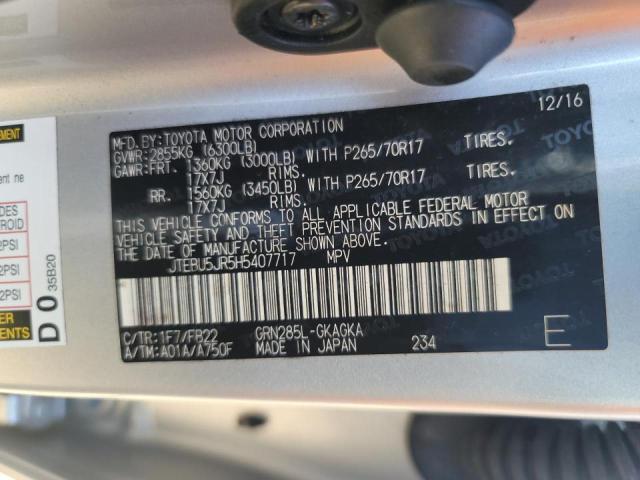 12/16
MFD.BY:TOYOTA MOTOR CORPORATION
GVWR:2855KG (6300LB)
GAWR:FRT. 1360KG (3000LB) WITH P265/70R17 TIRES.
17X7J RIMS.
RR. 1560KG (3450LB) WITH P265/70R17 TIRES.
17X7J RIMS.
THIS VEHICLE CONFORMS TO ALL APPLICABLE FEDERAL MOTOR
VEHICLE SAFETY AND THEFT PREVENTION STANDARDS IN EFFECT ON
THE DATE OF MANUFACTURE SHOWN ABOVE.
JTEBU5JR5H5407717 MPV
C/TR:1F7/FB22 GRN285L-GKAGKA
A/TM:A01A/A750F MADE IN JAPAN 234
E
D 0
35B20
TOYOTA